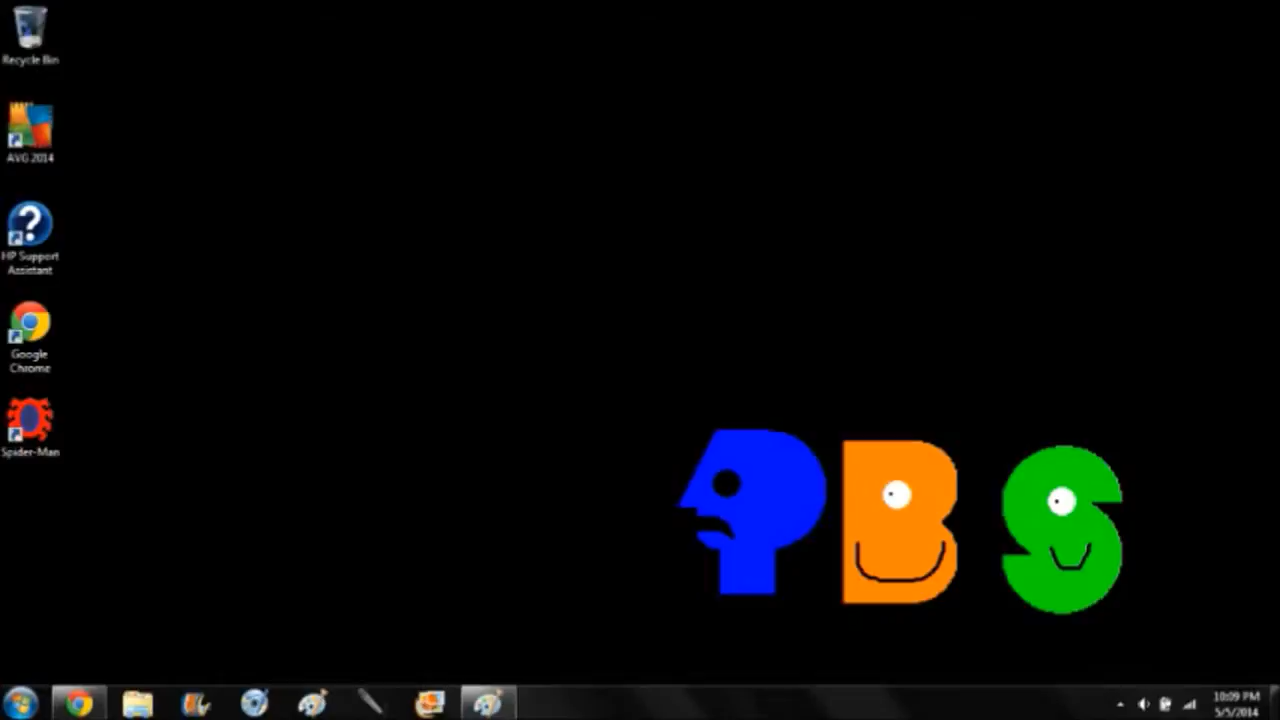 Recycle Bin
AVG 2014
HP Support
Assistant
Google
Chrome
Spider-Man
PBS
10:09 PM
5/5/2014